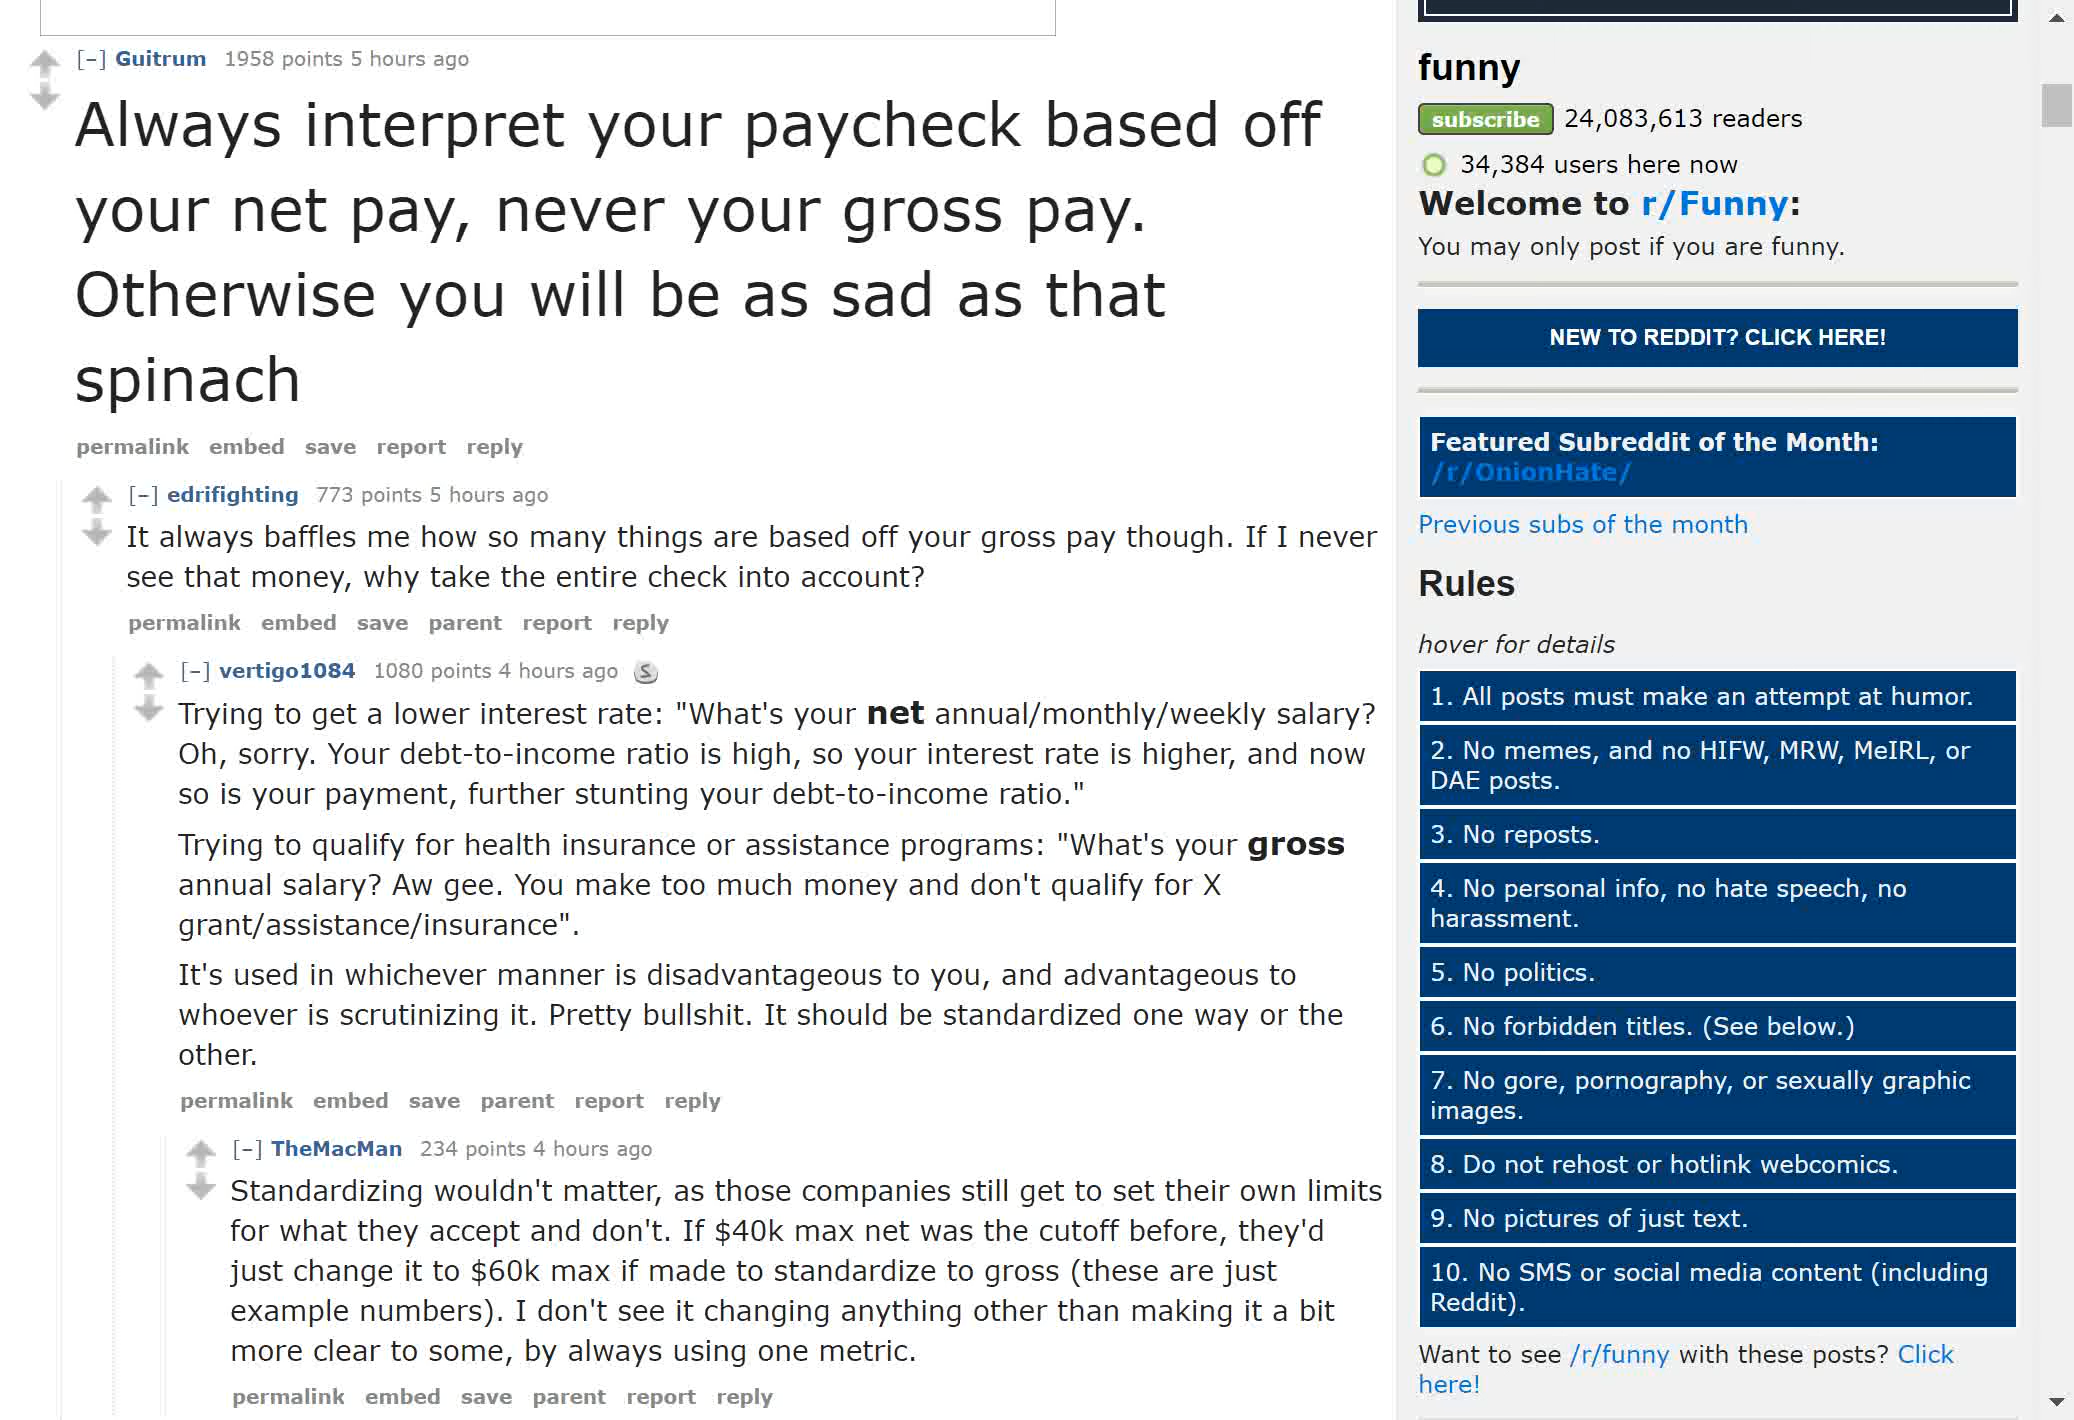 [–] Guitrum 1958 points 5 hours ago
Always interpret your paycheck based off
your net pay, never your gross pay.
Otherwise you will be as sad as that
spinach
permalink embed save report reply
[–] edrifighting 773 points 5 hours ago
It always baffles me how so many things are based off your gross pay though. If I never
see that money, why take the entire check into account?
permalink embed save parent report reply
[–] vertigo1084 1080 points 4 hours ago S
Trying to get a lower interest rate: "What's your net annual/monthly/weekly salary?
Oh, sorry. Your debt-to-income ratio is high, so your interest rate is higher, and now
so is your payment, further stunting your debt-to-income ratio."
Trying to qualify for health insurance or assistance programs: "What's your gross
annual salary? Aw gee. You make too much money and don't qualify for X
grant/assistance/insurance".
It's used in whichever manner is disadvantageous to you, and advantageous to
whoever is scrutinizing it. Pretty bullshit. It should be standardized one way or the
other.
permalink embed save parent report reply
[–] TheMacMan 234 points 4 hours ago
Standardizing wouldn't matter, as those companies still get to set their own limits
for what they accept and don't. If $40k max net was the cutoff before, they'd
just change it to $60k max if made to standardize to gross (these are just
example numbers). I don't see it changing anything other than making it a bit
more clear to some, by always using one metric.
permalink embed save parent report reply
funny
subscribe 24,083,613 readers
34,384 users here now
Welcome to r/Funny:
You may only post if you are funny.
NEW TO REDDIT? CLICK HERE!
Featured Subreddit of the Month:
/r/OnionHate/
Previous subs of the month
Rules
hover for details
1. All posts must make an attempt at humor.
2. No memes, and no HIFW, MRW, MeIRL, or
DAE posts.
3. No reposts.
4. No personal info, no hate speech, no
harassment.
5. No politics.
6. No forbidden titles. (See below.)
7. No gore, pornography, or sexually graphic
images.
8. Do not rehost or hotlink webcomics.
9. No pictures of just text.
10. No SMS or social media content (including
Reddit).
Want to see /r/funny with these posts? Click
here!